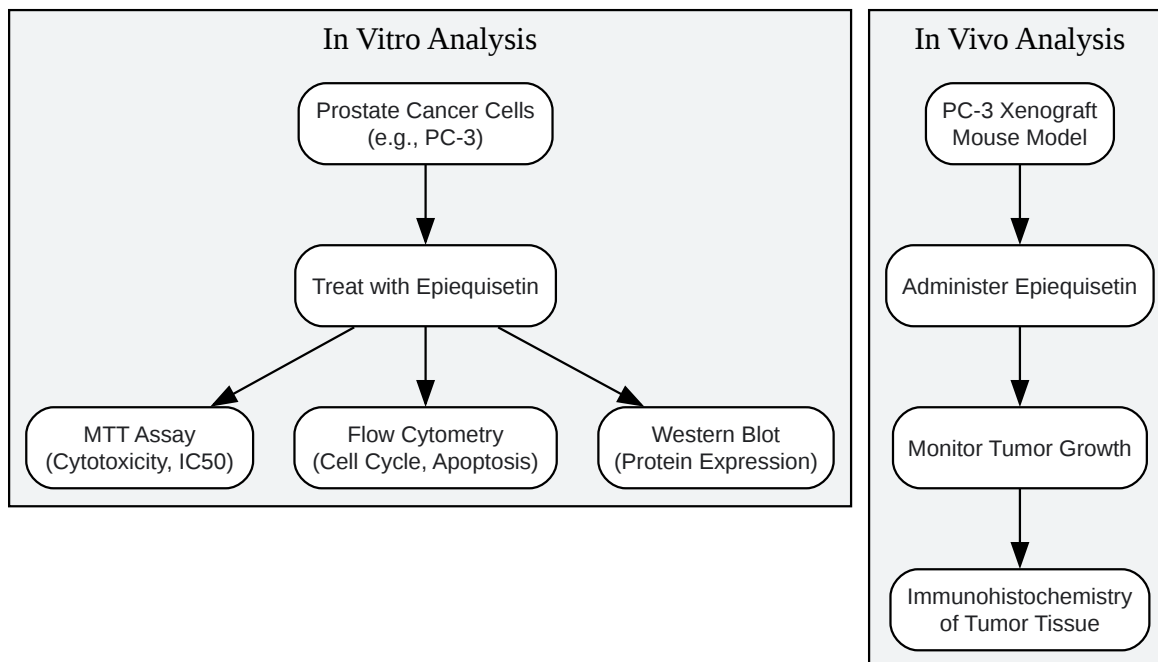 In Vitro Analysis
Prostate Cancer Cells
(e.g., PC-3)
Treat with Epiequisetin
MTT Assay
(Cytotoxicity, IC50)
Flow Cytometry
(Cell Cycle, Apoptosis)
Western Blot
(Protein Expression)
In Vivo Analysis
PC-3 Xenograft
Mouse Model
Administer Epiequisetin
Monitor Tumor Growth
Immunohistochemistry
of Tumor Tissue